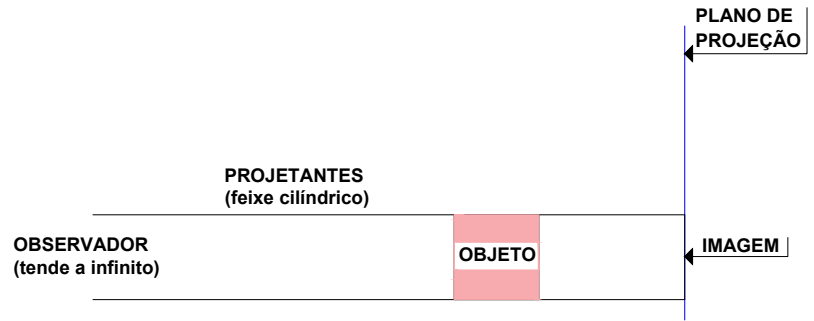 PLANO DE
PROJEÇÃO
PROJETANTES
(feixe cilíndrico)
OBSERVADOR
(tende a infinito)
OBJETO
IMAGEM